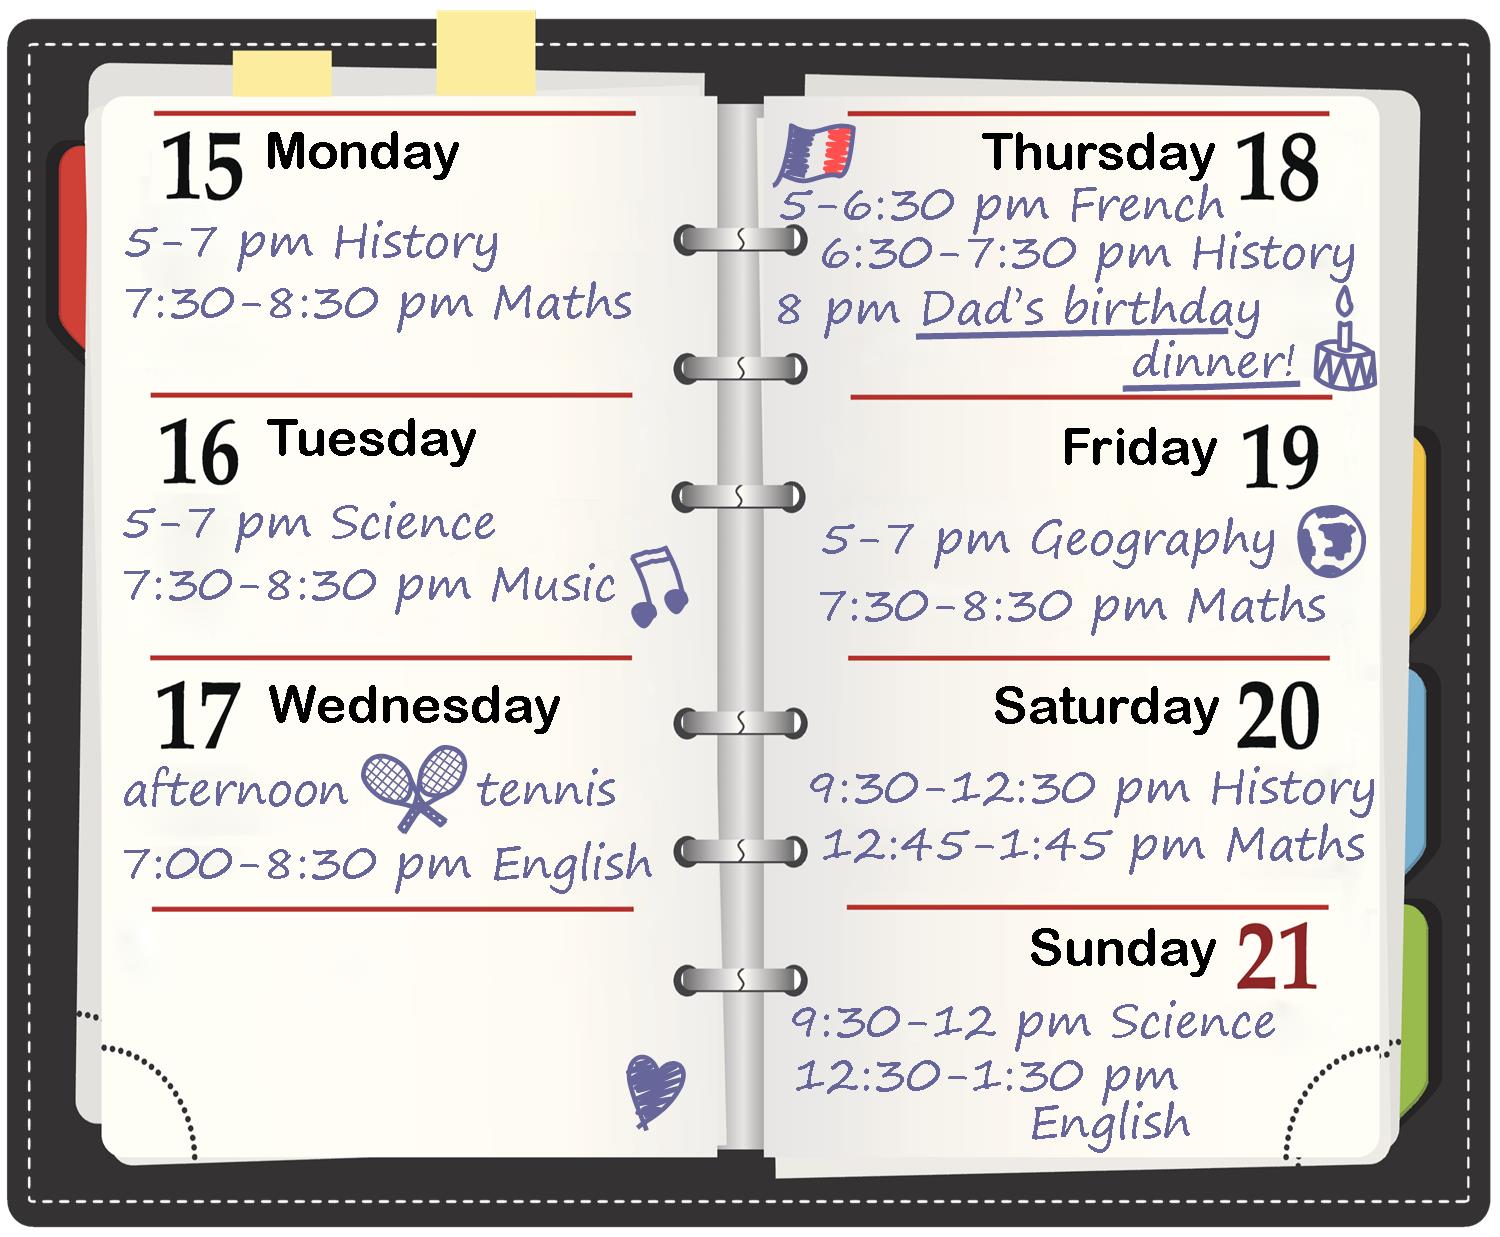 15 Monday
5-7 pm History
7:30-8:30 pm Maths
16 Tuesday
5-7 pm Science
7:30-8:30 pm Music
17 Wednesday
afternoon tennis
7:00-8:30 pm English
Thursday 18
5-6:30 pm French
6:30-7:30 pm History
8 pm Dad's birthday
dinner!
Friday 19
5-7 pm Geography
7:30-8:30 pm Maths
Saturday 20
9:30-12:30 pm History
12:45-1:45 pm Maths
Sunday 21
9:30-12 pm Science
12:30-1:30 pm
English